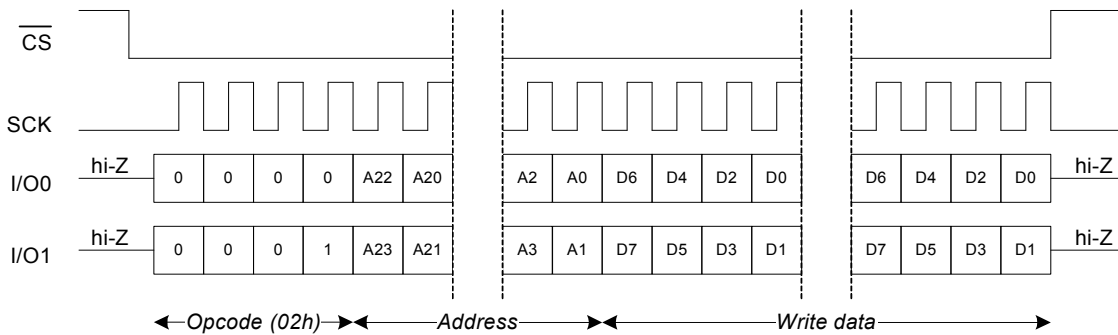 CS
SCK
hi-Z 0 0 0 0 A22 A20 A2 A0 D6 D4 D2 D0 D6 D4 D2 D0 hi-Z
I/O0
hi-Z 0 0 0 1 A23 A21 A3 A1 D7 D5 D3 D1 D7 D5 D3 D1 hi-Z
I/O1
Opcode (02h) Address Write data